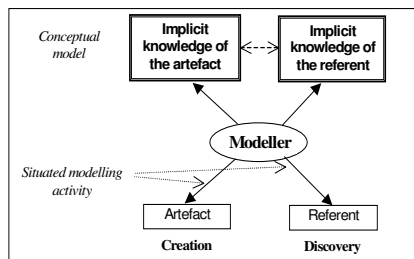 Conceptual
model
Implicit
knowledge of
the artefact
Implicit
knowledge of
the referent
Modeller
Situated modelling
activity
Artefact
Referent
Creation
Discovery